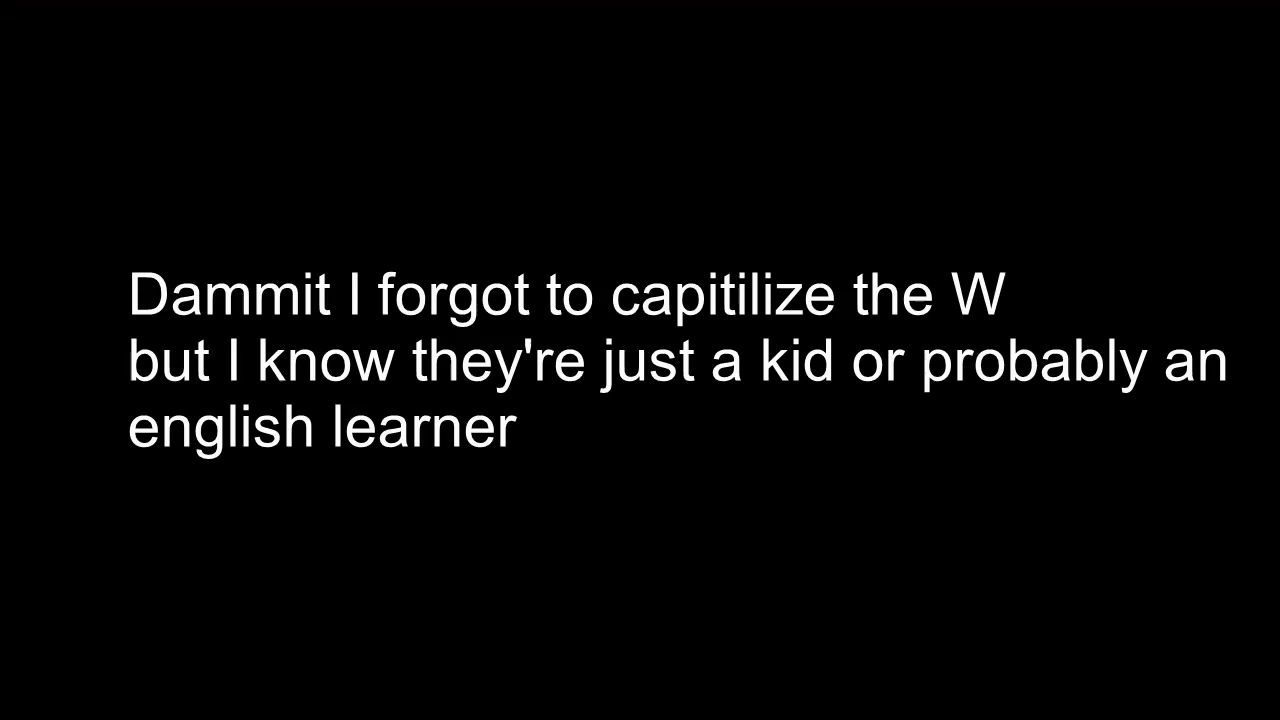 Dammit I forgot to capitilize the W
but I know they're just a kid or probably an
english learner